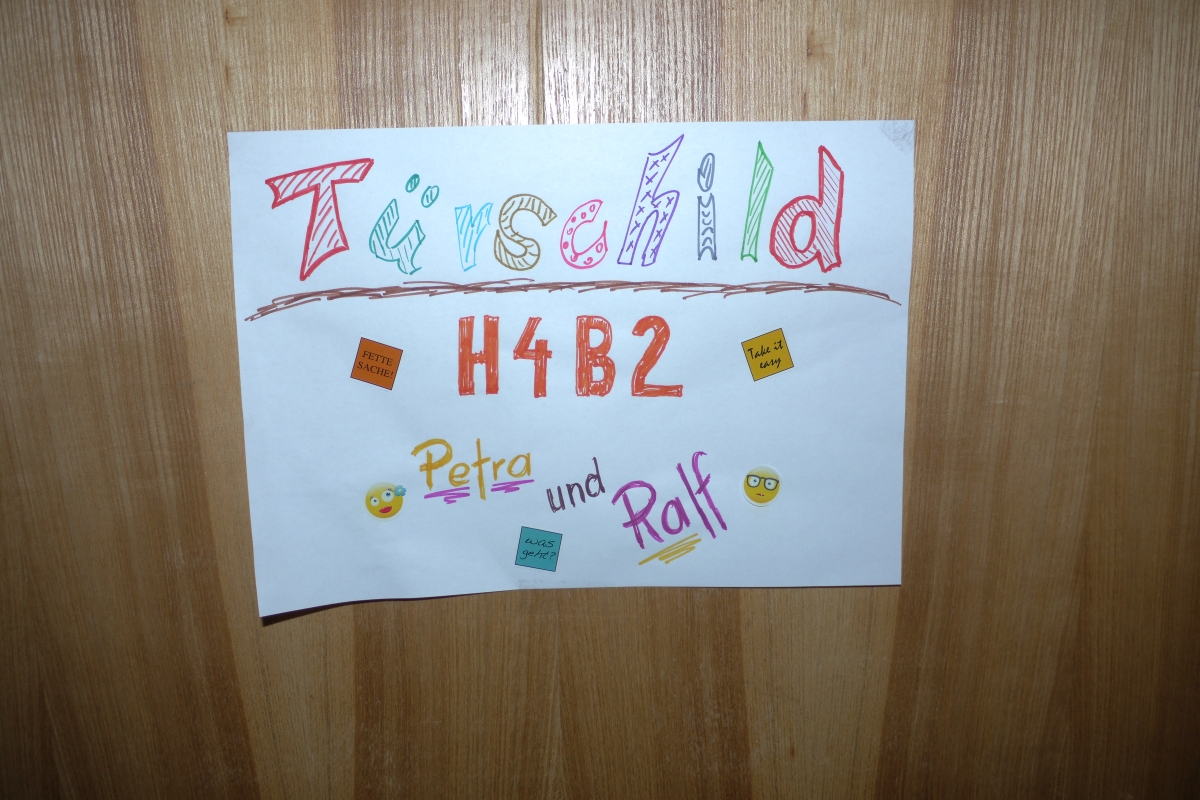 Türschild
H4B2
FETTE
SACHE!
Take it
easy
Petra und Ralf
was
geht?